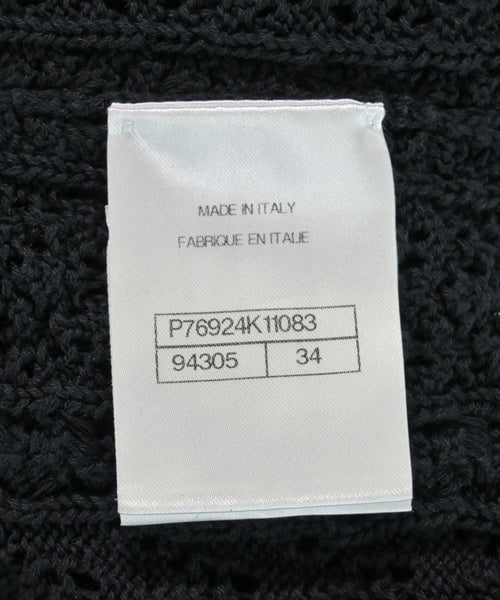 MADE IN ITALY
FABRIQUE EN ITALIE
P76924K11083
94305 34